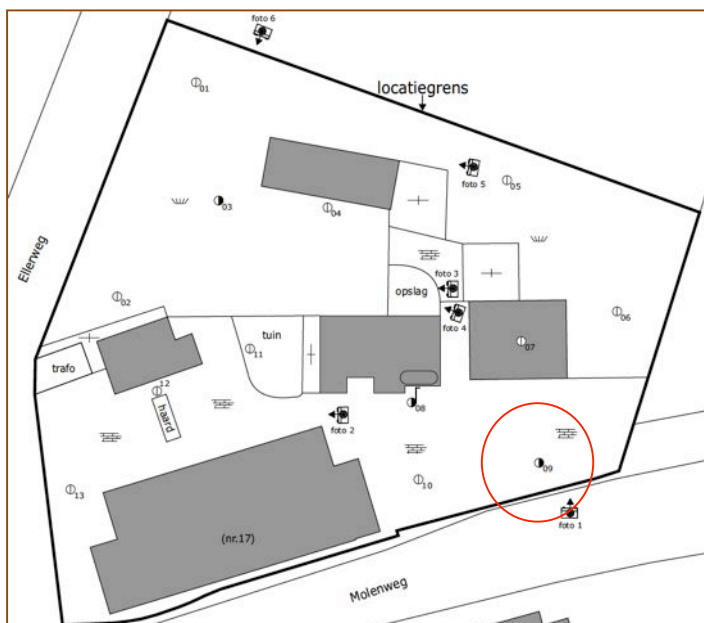 foto 6
01
locatiegrens
foto 5
05
03
04
Ellerweg
foto 3
opslag
02
foto 4
06
tuin
11
07
trafo
12
haard
08
foto 2
09
10
13
foto 1
(nr.17)
Molenweg